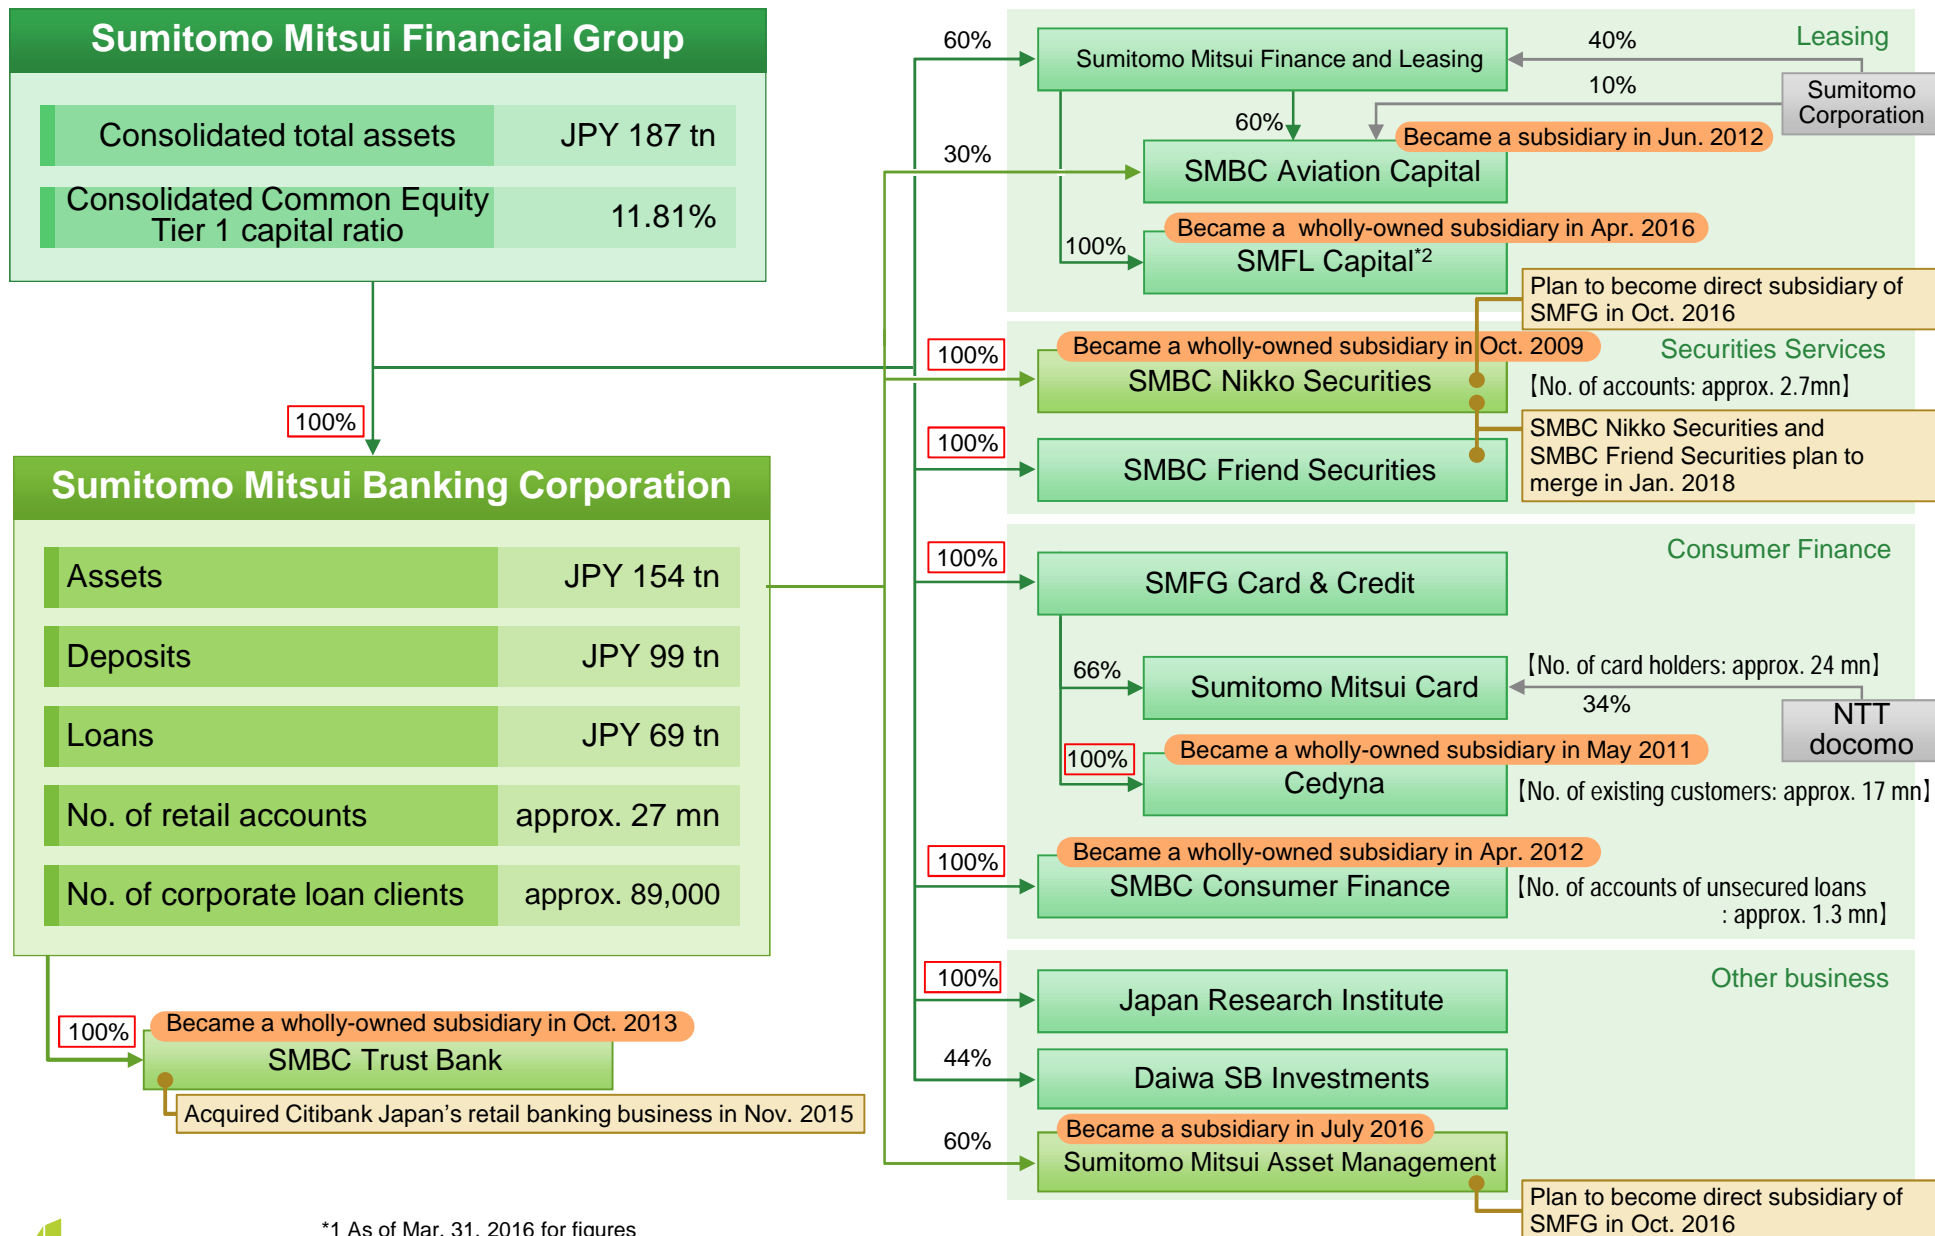 Sumitomo Mitsui Financial Group
Consolidated total assets
JPY 187 tn
Consolidated Common Equity
Tier 1 capital ratio
11.81%
100%
Sumitomo Mitsui Banking Corporation
Assets
JPY 154 tn
Deposits
JPY 99 tn
Loans
JPY 69 tn
No. of retail accounts
approx. 27 mn
No. of corporate loan clients
approx. 89,000
100%
Became a wholly-owned subsidiary in Oct. 2013
SMBC Trust Bank
Acquired Citibank Japan’s retail banking business in Nov. 2015
*1 As of Mar. 31, 2016 for figures
Leasing
60%
Sumitomo Mitsui Finance and Leasing
40%
10%
Sumitomo
Corporation
60%
Became a subsidiary in Jun. 2012
30%
SMBC Aviation Capital
Became a  wholly-owned subsidiary in Apr. 2016
100%
SMFL Capital*2
Plan to become direct subsidiary of
SMFG in Oct. 2016
Securities Services
Became a wholly-owned subsidiary in Oct. 2009
100%
SMBC Nikko Securities
【No. of accounts: approx. 2.7mn】
100%
SMBC Friend Securities
SMBC Nikko Securities and
SMBC Friend Securities plan to
merge in Jan. 2018
Consumer Finance
100%
SMFG Card & Credit
66%
Sumitomo Mitsui Card
【No. of card holders: approx. 24 mn】
34%
NTT
docomo
Became a wholly-owned subsidiary in May 2011
100%
Cedyna
【No. of existing customers: approx. 17 mn】
Became a wholly-owned subsidiary in Apr. 2012
100%
SMBC Consumer Finance
【No. of accounts of unsecured loans
: approx. 1.3 mn】
Other business
100%
Japan Research Institute
44%
Daiwa SB Investments
Became a subsidiary in July 2016
60%
Sumitomo Mitsui Asset Management
Plan to become direct subsidiary of
SMFG in Oct. 2016